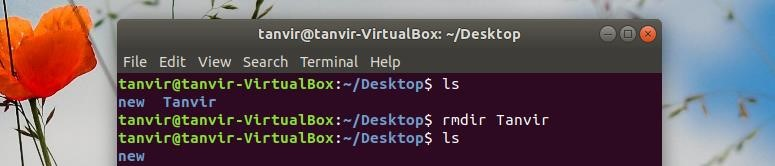 tanvir@tanvir-VirtualBox: ~/Desktop
File Edit View Search Terminal Help
tanvir@tanvir-VirtualBox:~/Desktop$ ls
new  Tanvir
tanvir@tanvir-VirtualBox:~/Desktop$ rmdir Tanvir
tanvir@tanvir-VirtualBox:~/Desktop$ ls
new